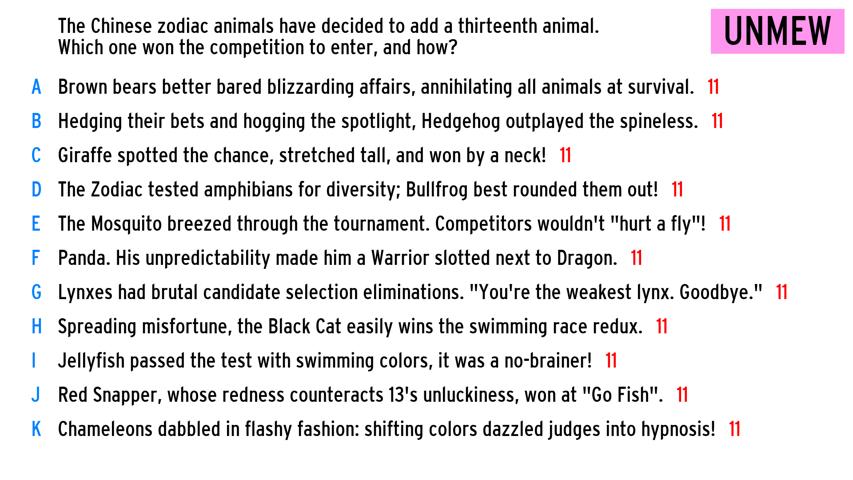 The Chinese zodiac animals have decided to add a thirteenth animal.
Which one won the competition to enter, and how?
UNMEW
A Brown bears better bared blizzarding affairs, annihilating all animals at survival. 11
B Hedging their bets and hogging the spotlight, Hedgehog outplayed the spineless. 11
C Giraffe spotted the chance, stretched tall, and won by a neck! 11
D The Zodiac tested amphibians for diversity; Bullfrog best rounded them out! 11
E The Mosquito breezed through the tournament. Competitors wouldn't "hurt a fly"! 11
F Panda. His unpredictability made him a Warrior slotted next to Dragon. 11
G Lynxes had brutal candidate selection eliminations. "You're the weakest lynx. Goodbye." 11
H Spreading misfortune, the Black Cat easily wins the swimming race redux. 11
I Jellyfish passed the test with swimming colors, it was a no-brainer! 11
J Red Snapper, whose redness counteracts 13's unluckiness, won at "Go Fish". 11
K Chameleons dabbled in flashy fashion: shifting colors dazzled judges into hypnosis! 11